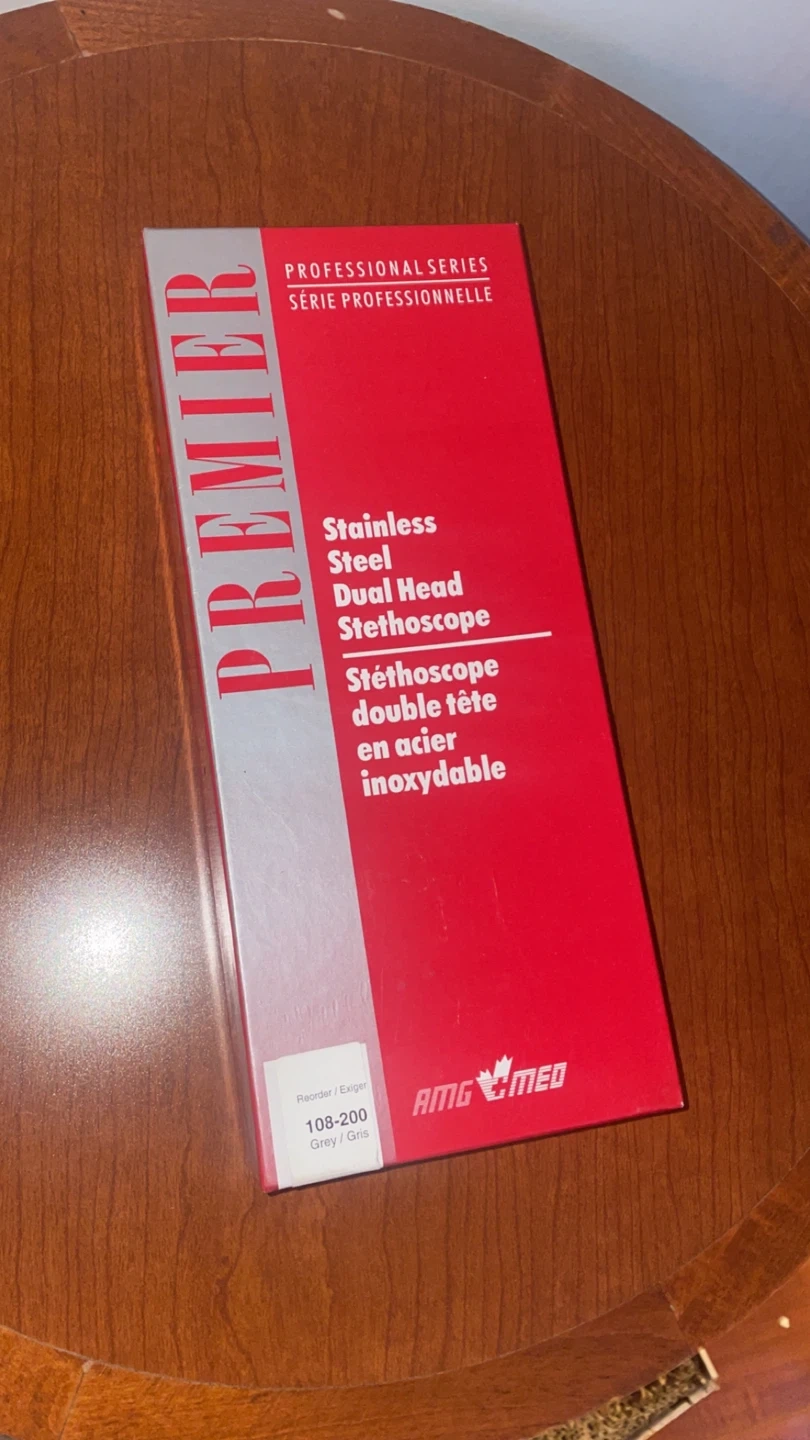 PREMIER
PROFESSIONAL SERIES
SÉRIE PROFESSIONNELLE
Stainless
Steel
Dual Head
Stethoscope
Stéthoscope
double tête
en acier
inoxydable
Reorder / Exiger
108-200
Grey / Gris
AMG MED